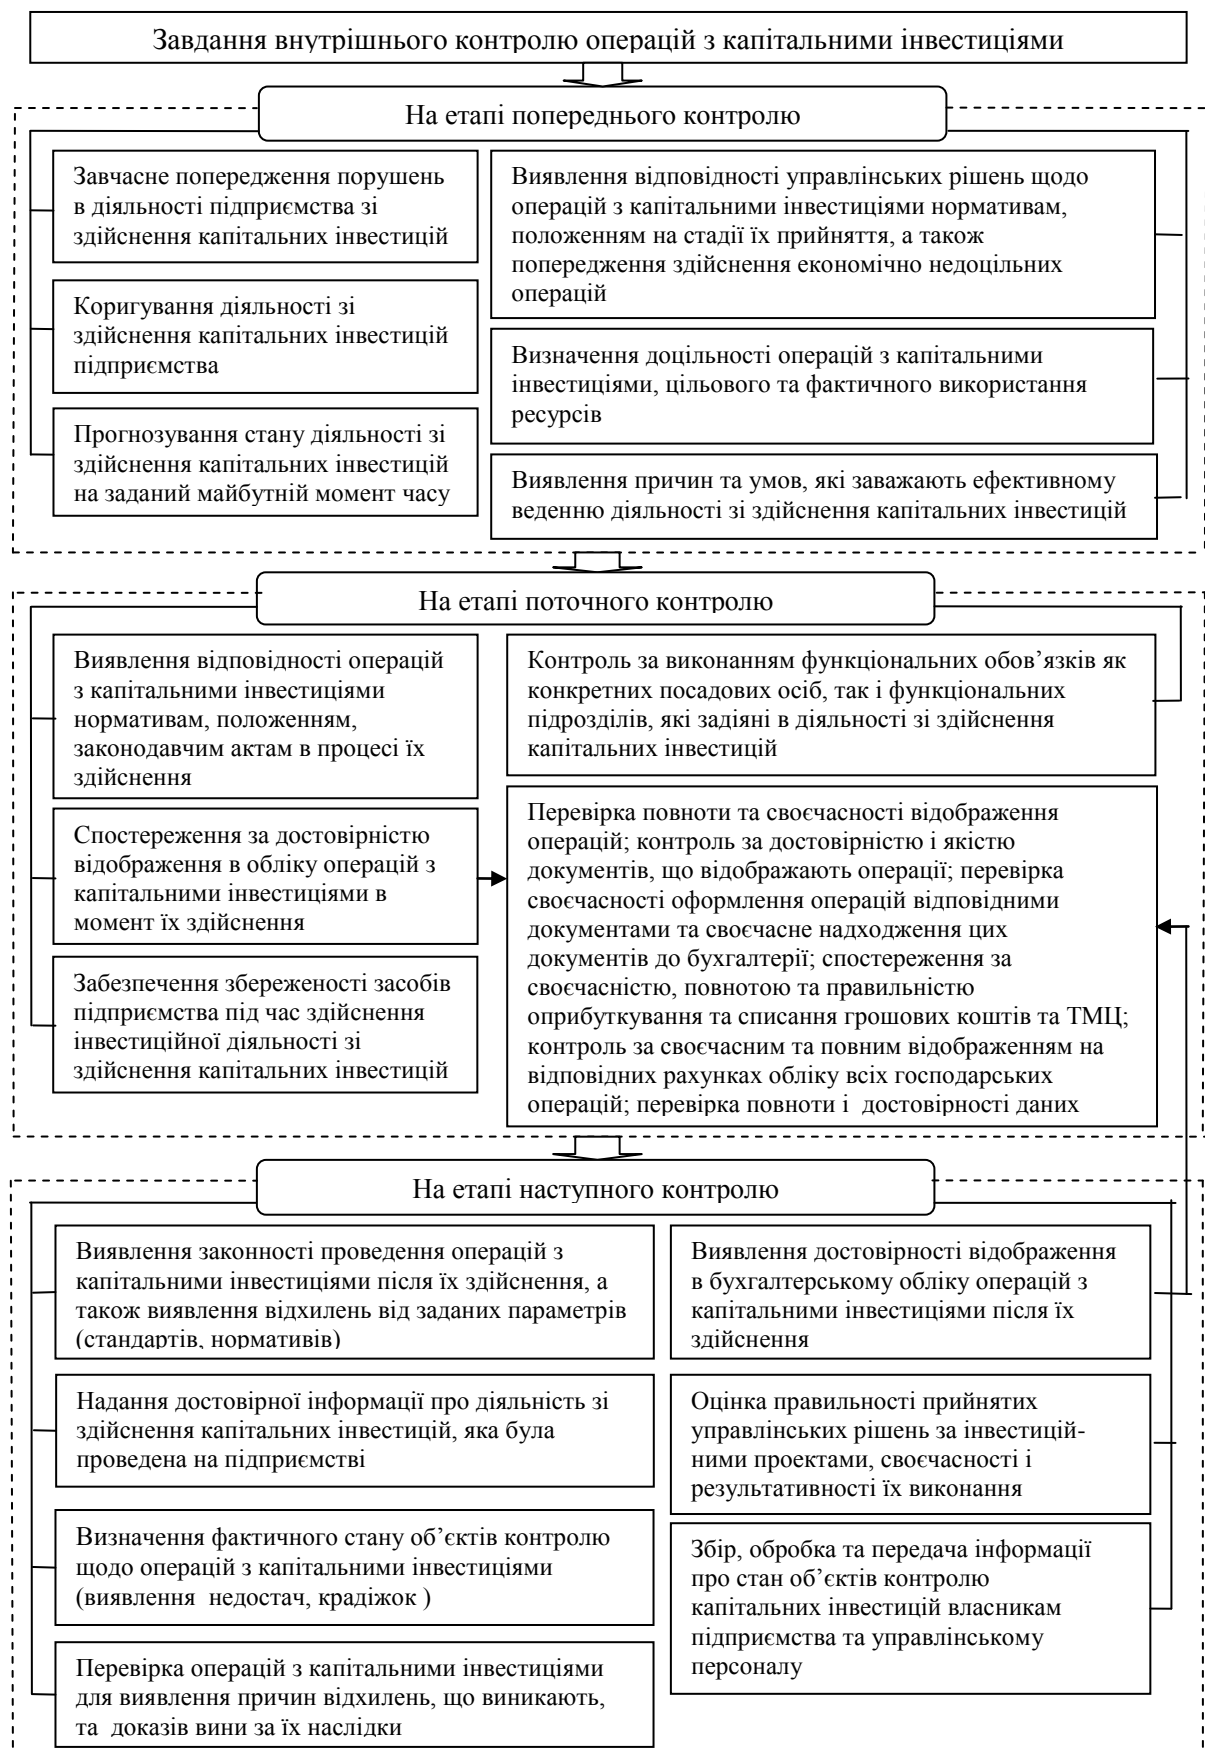 Завдання внутрішнього контролю операцій з капітальними інвестиціями
На етапі попереднього контролю
Завчасне попередження порушень
в діяльності підприємства зі
здійснення капітальних інвестицій
Коригування діяльності зі
здійснення капітальних інвестицій
підприємства
Прогнозування стану діяльності зі
здійснення капітальних інвестицій
на заданий майбутній момент часу
Виявлення відповідності управлінських рішень щодо
операцій з капітальними інвестиціями нормативам,
положенням на стадії їх прийняття, а також
попередження здійснення економічно недоцільних
операцій
Визначення доцільності операцій з капітальними
інвестиціями, цільового та фактичного використання
ресурсів
Виявлення причин та умов, які заважають ефективному
веденню діяльності зі здійснення капітальних інвестицій
На етапі поточного контролю
Виявлення відповідності операцій
з капітальними інвестиціями
нормативам, положенням,
законодавчим актам в процесі їх
здійснення
Спостереження за достовірністю
відображення в обліку операцій з
капітальними інвестиціями в
момент їх здійснення
Забезпечення збереженості засобів
підприємства під час здійснення
інвестиційної діяльності зі
здійснення капітальних інвестицій
Контроль за виконанням функціональних обов’язків як
конкретних посадових осіб, так і функціональних
підрозділів, які задіяні в діяльності зі здійснення
капітальних інвестицій
Перевірка повноти та своєчасності відображення
операцій; контроль за достовірністю і якістю
документів, що відображають операції; перевірка
своєчасності оформлення операцій відповідними
документами та своєчасне надходження цих
документів до бухгалтерії; спостереження за
своєчасністю, повнотою та правильністю
оприбуткування та списання грошових коштів та ТМЦ;
контроль за своєчасним та повним відображенням на
відповідних рахунках обліку всіх господарських
операцій; перевірка повноти і достовірності даних
На етапі наступного контролю
Виявлення законності проведення операцій з
капітальними інвестиціями після їх здійснення, а
також виявлення відхилень від заданих параметрів
(стандартів, нормативів)
Надання достовірної інформації про діяльність зі
здійснення капітальних інвестицій, яка була
проведена на підприємстві
Визначення фактичного стану об’єктів контролю
щодо операцій з капітальними інвестиціями
(виявлення недостач, крадіжок )
Перевірка операцій з капітальними інвестиціями
для виявлення причин відхилень, що виникають,
та доказів вини за їх наслідки
Виявлення достовірності відображення
в бухгалтерському обліку операцій з
капітальними інвестиціями після їх
здійснення
Оцінка правильності прийнятих
управлінських рішень за інвестицій-
ними проектами, своєчасності і
результативності їх виконання
Збір, обробка та передача інформації
про стан об’єктів контролю
капітальних інвестицій власникам
підприємства та управлінському
персоналу